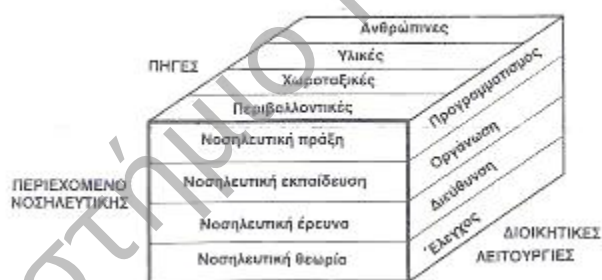 Ανθρώπινες
Υλικές
ΠΗΓΕΣ
Χωροταξικές
Περιβαλλοντικές
Προγραμματισμος
Νοσηλευτική πράξη
Οργάνωση
Νοσηλευτική εκπαίδευση
ΠΕΡΙΕΧΟΜΕΝΟ
ΝΟΣΗΛΕΥΤΙΚΗΣ
Διεύθυνση
Νοσηλευτική έρευνα
Έλεγχος
Νοσηλευτική θεωρία
ΔΙΟΙΚΗΤΙΚΕΣ
ΛΕΙΤΟΥΡΓΙΕΣ